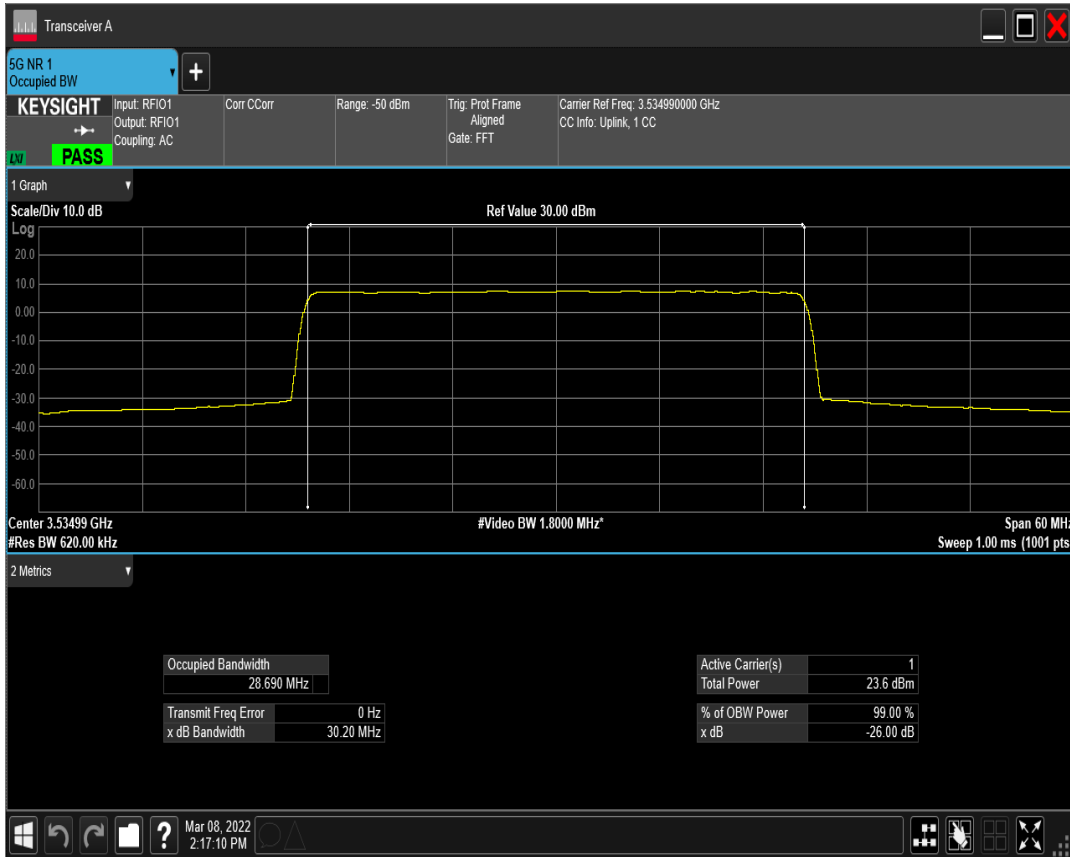 Transceiver A
5G NR 1
Occupied BW
KEYSIGHT
LXI
PASS
Input: RFIO1
Output: RFIO1
Coupling: AC
Corr CCorr
Range: -50 dBm
Trig: Prot Frame
Aligned
Gate: FFT
Carrier Ref Freq: 3.534990000 GHz
CC Info: Uplink, 1 CC
1 Graph
Scale/Div 10.0 dB
Ref Value 30.00 dBm
Log
20.0
10.0
0.00
-10.0
-20.0
-30.0
-40.0
-50.0
-60.0
Center 3.53499 GHz
#Video BW 1.8000 MHz*
Span 60 MHz
#Res BW 620.00 kHz
Sweep 1.00 ms (1001 pts
2 Metrics
Occupied Bandwidth
28.690 MHz
Transmit Freq Error 0 Hz
x dB Bandwidth 30.20 MHz
Active Carrier(s) 1
Total Power 23.6 dBm
% of OBW Power 99.00 %
x dB -26.00 dB
?
Mar 08, 2022
2:17:10 PM